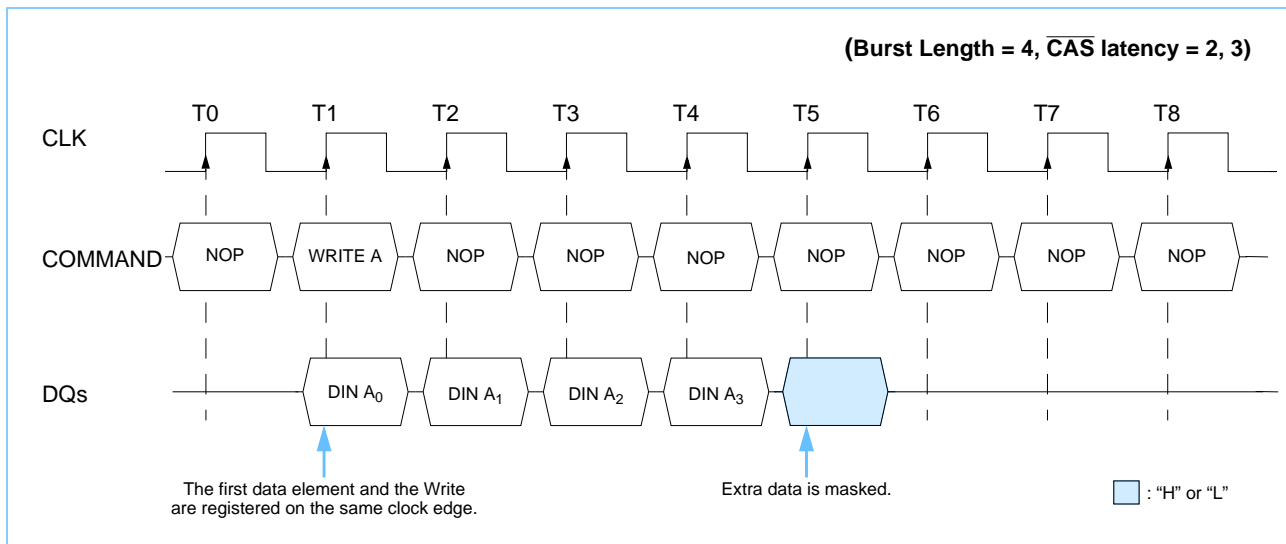 (Burst Length = 4, C̅A̅S̅ latency = 2, 3)
T0 T1 T2 T3 T4 T5 T6 T7 T8
CLK
COMMAND NOP WRITE A NOP NOP NOP NOP NOP NOP NOP
DQs DIN A₀ DIN A₁ DIN A₂ DIN A₃
The first data element and the Write
are registered on the same clock edge.
Extra data is masked.
: “H” or “L”